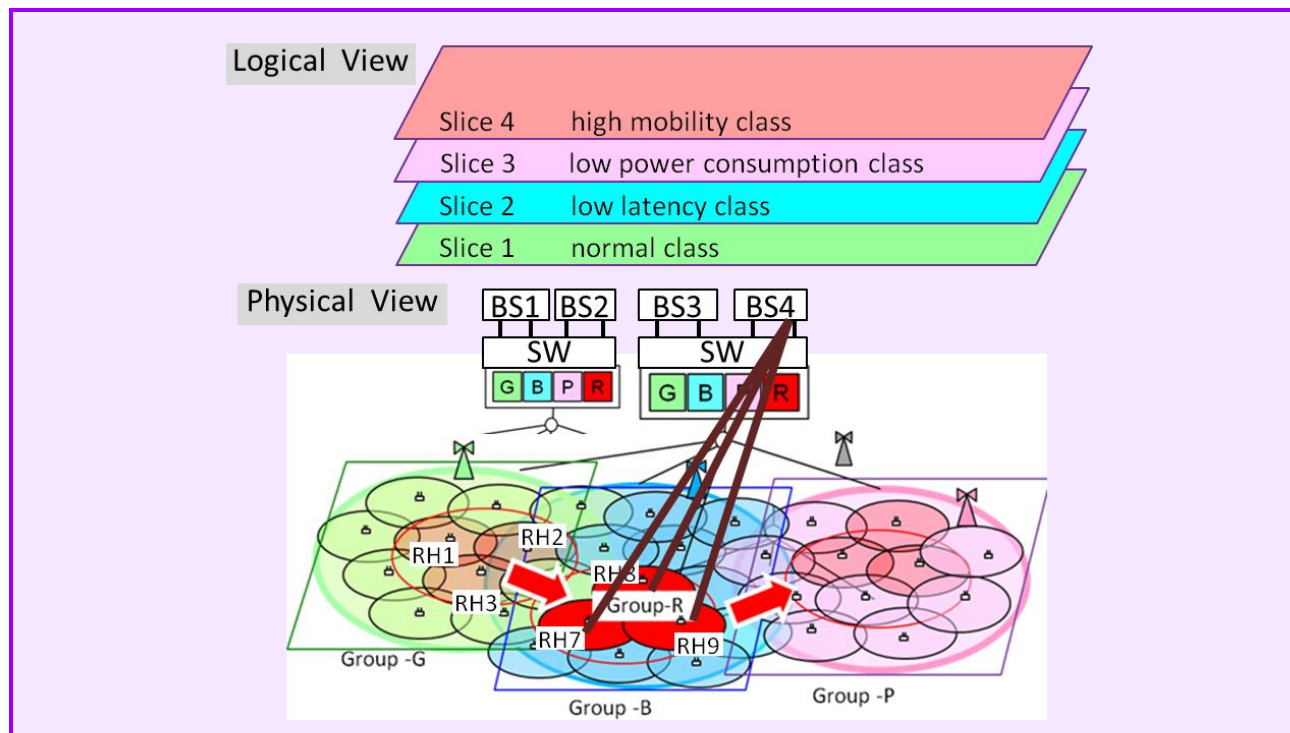 Logical View
Slice 4 high mobility class
Slice 3 low power consumption class
Slice 2 low latency class
Slice 1 normal class
Physical View
BS1 BS2 BS3 BS4
SW SW
G B P R G B P R
RH2
RH1
RH8
RH3
Group-R
RH7 RH9
Group -G
Group -P
Group -B